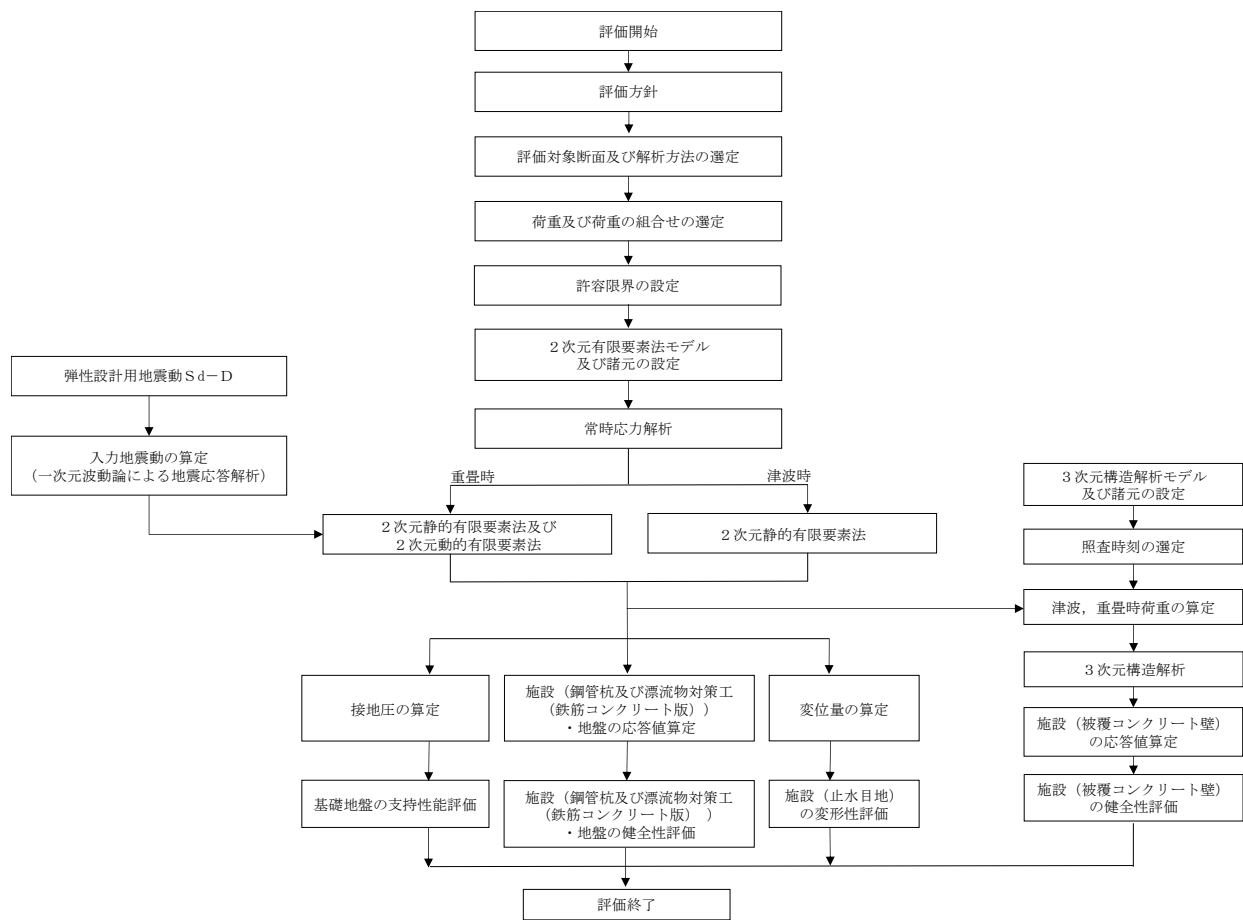 評価開始
評価方針
評価対象断面及び解析方法の選定
荷重及び荷重の組合せの選定
許容限界の設定
２次元有限要素法モデル
及び諸元の設定
弾性設計用地震動Ｓｄ－Ｄ
常時応力解析
入力地震動の算定
（一次元波動論による地震応答解析）
重畳時
津波時
２次元静的有限要素法及び
２次元動的有限要素法
２次元静的有限要素法
３次元構造解析モデル
及び諸元の設定
照査時刻の選定
津波，重畳時荷重の算定
３次元構造解析
接地圧の算定
施設（鋼管杭及び漂流物対策工
（鉄筋コンクリート版））
・地盤の応答値算定
変位量の算定
施設（被覆コンクリート壁）
の応答値算定
基礎地盤の支持性能評価
施設（鋼管杭及び漂流物対策工
（鉄筋コンクリート版） ）
・地盤の健全性評価
施設（止水目地）
の変形性評価
施設（被覆コンクリート壁）
の健全性評価
評価終了